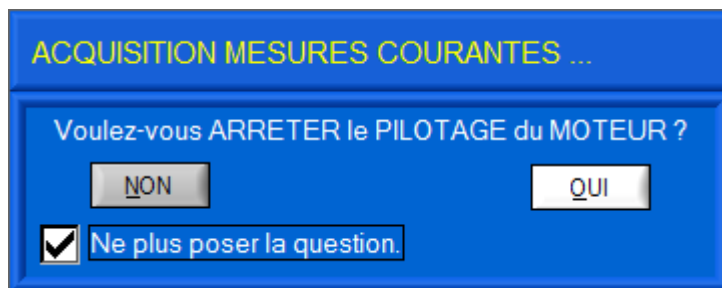 ACQUISITION MESURES COURANTES ...
Voulez-vous ARRETER le PILOTAGE du MOTEUR ?
NON
OUI
Ne plus poser la question.